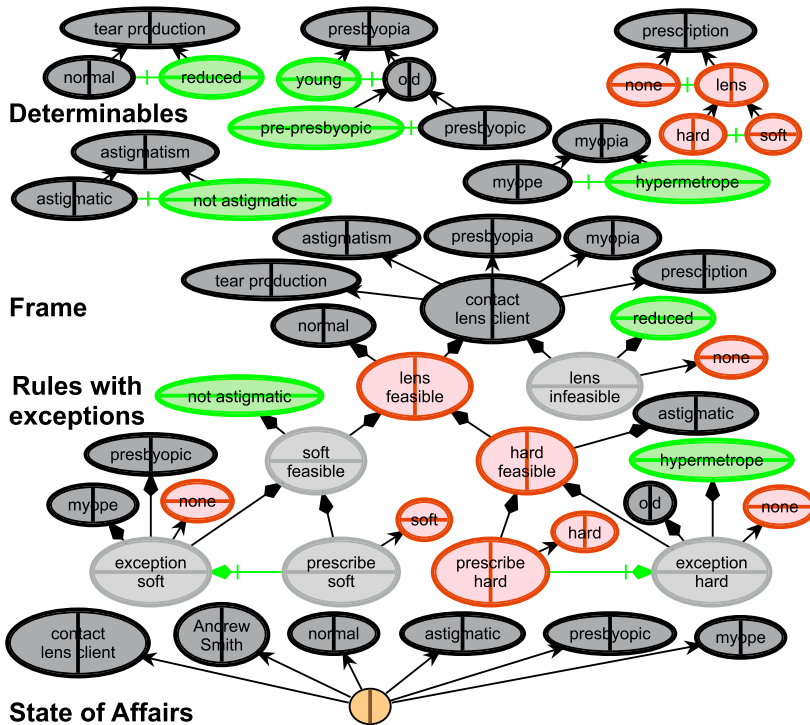 tear production
presbyopia
prescription
normal
reduced
young
old
none
lens
Determinables
pre-presbyopic
presbyopic
hard
soft
astigmatism
myopia
astigmatic
not astigmatic
myope
hypermetrope
astigmatism
presbyopia
myopia
tear production
prescription
Frame
contact
lens client
normal
reduced
none
Rules with
exceptions
not astigmatic
lens
feasible
lens
infeasible
astigmatic
presbyopic
soft
feasible
hard
feasible
hypermetrope
myope
none
soft
old
none
hard
exception
soft
prescribe
soft
prescribe
hard
exception
hard
contact
lens client
Andrew
Smith
normal
astigmatic
presbyopic
myope
State of Affairs